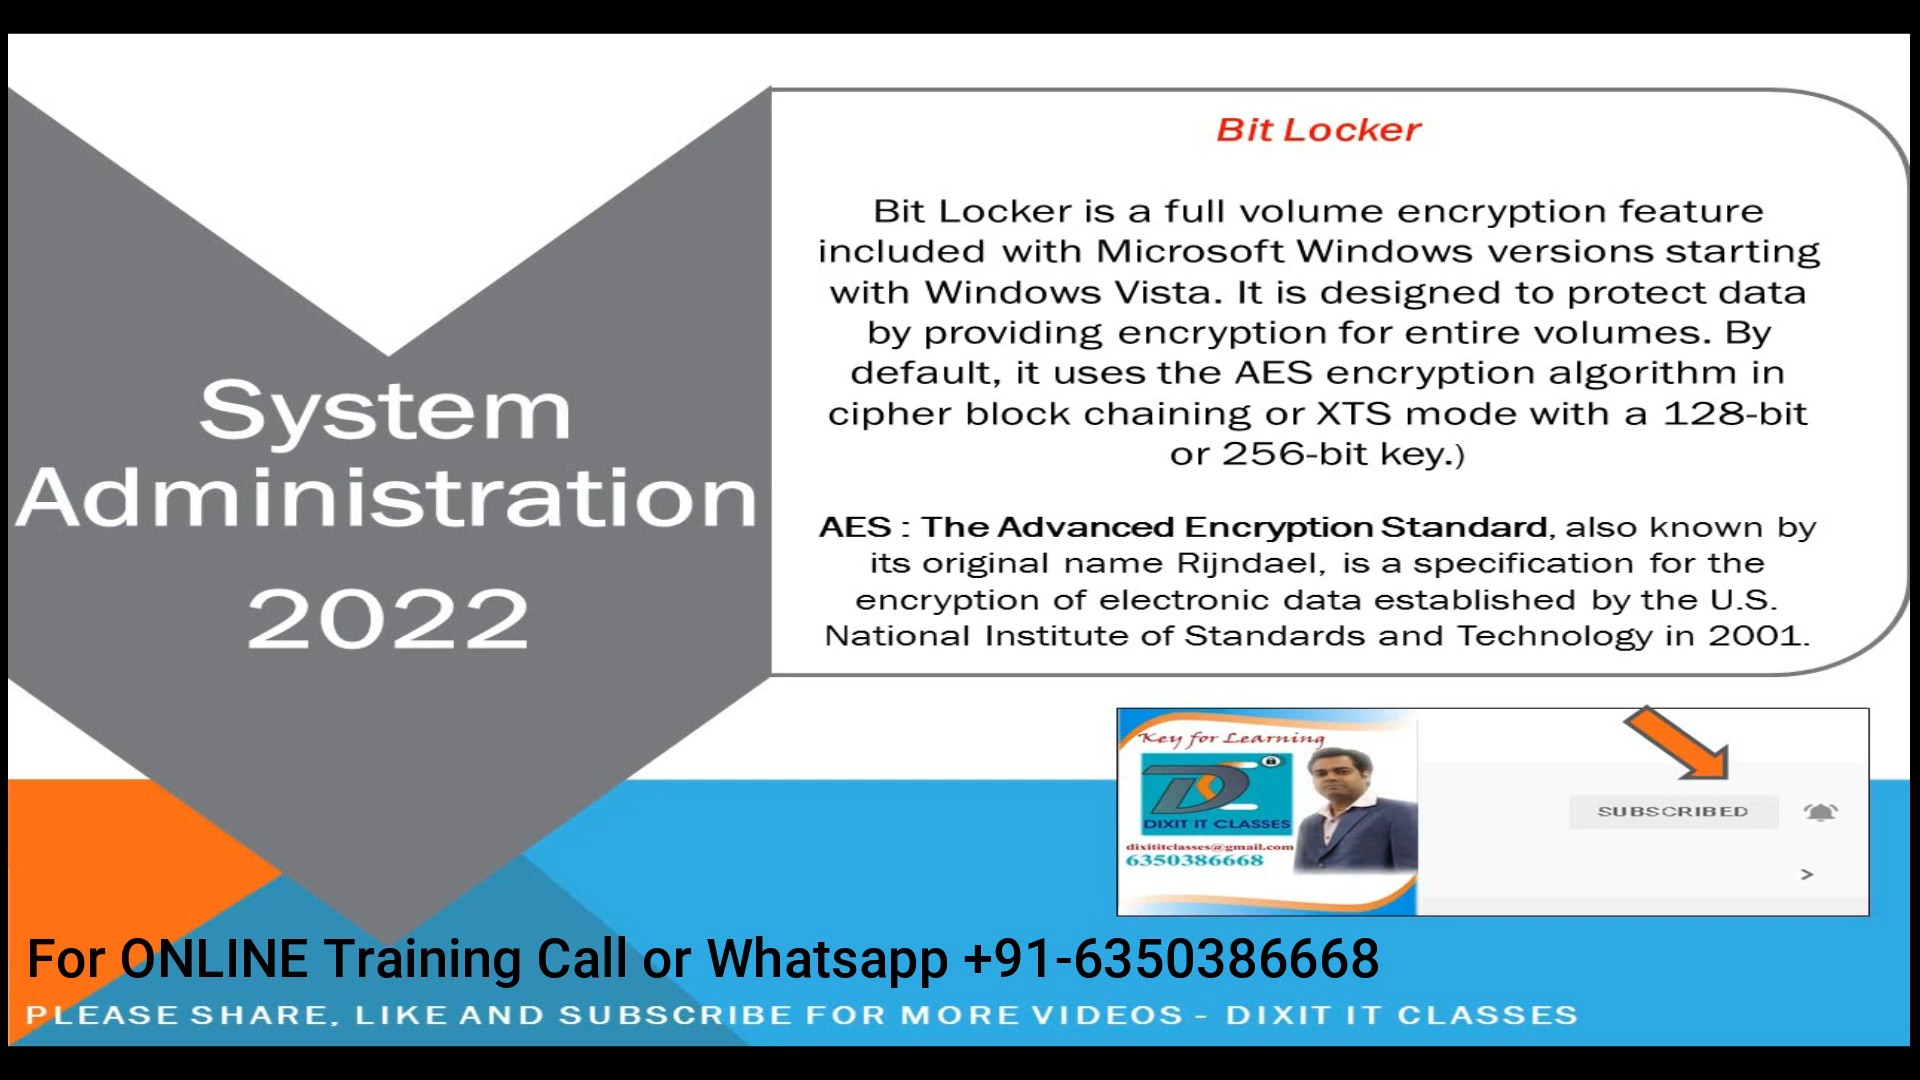 System
Administration
2022
Bit Locker
Bit Locker is a full volume encryption feature
included with Microsoft Windows versions starting
with Windows Vista. It is designed to protect data
by providing encryption for entire volumes. By
default, it uses the AES encryption algorithm in
cipher block chaining or XTS mode with a 128-bit
or 256-bit key.)
AES : The Advanced Encryption Standard, also known by
its original name Rijndael, is a specification for the
encryption of electronic data established by the U.S.
National Institute of Standards and Technology in 2001.
Key for Learning
DIXIT IT CLASSES
dixititclasses@gmail.com
6350386668
SUBSCRIBED
>
For ONLINE Training Call or Whatsapp +91-6350386668
PLEASE SHARE, LIKE AND SUBSCRIBE FOR MORE VIDEOS - DIXIT IT CLASSES